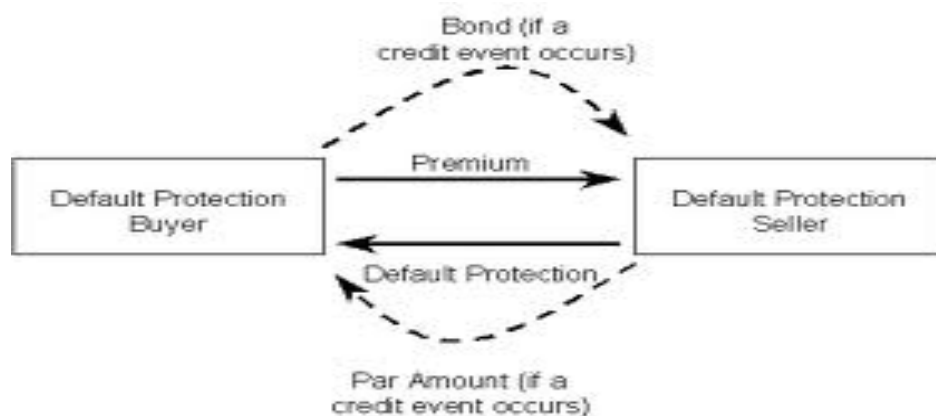 Bond (if a
credit event occurs)
Premium
Default Protection
Buyer
Default Protection
Seller
Default Protection
Par Amount (if a
credit event occurs)